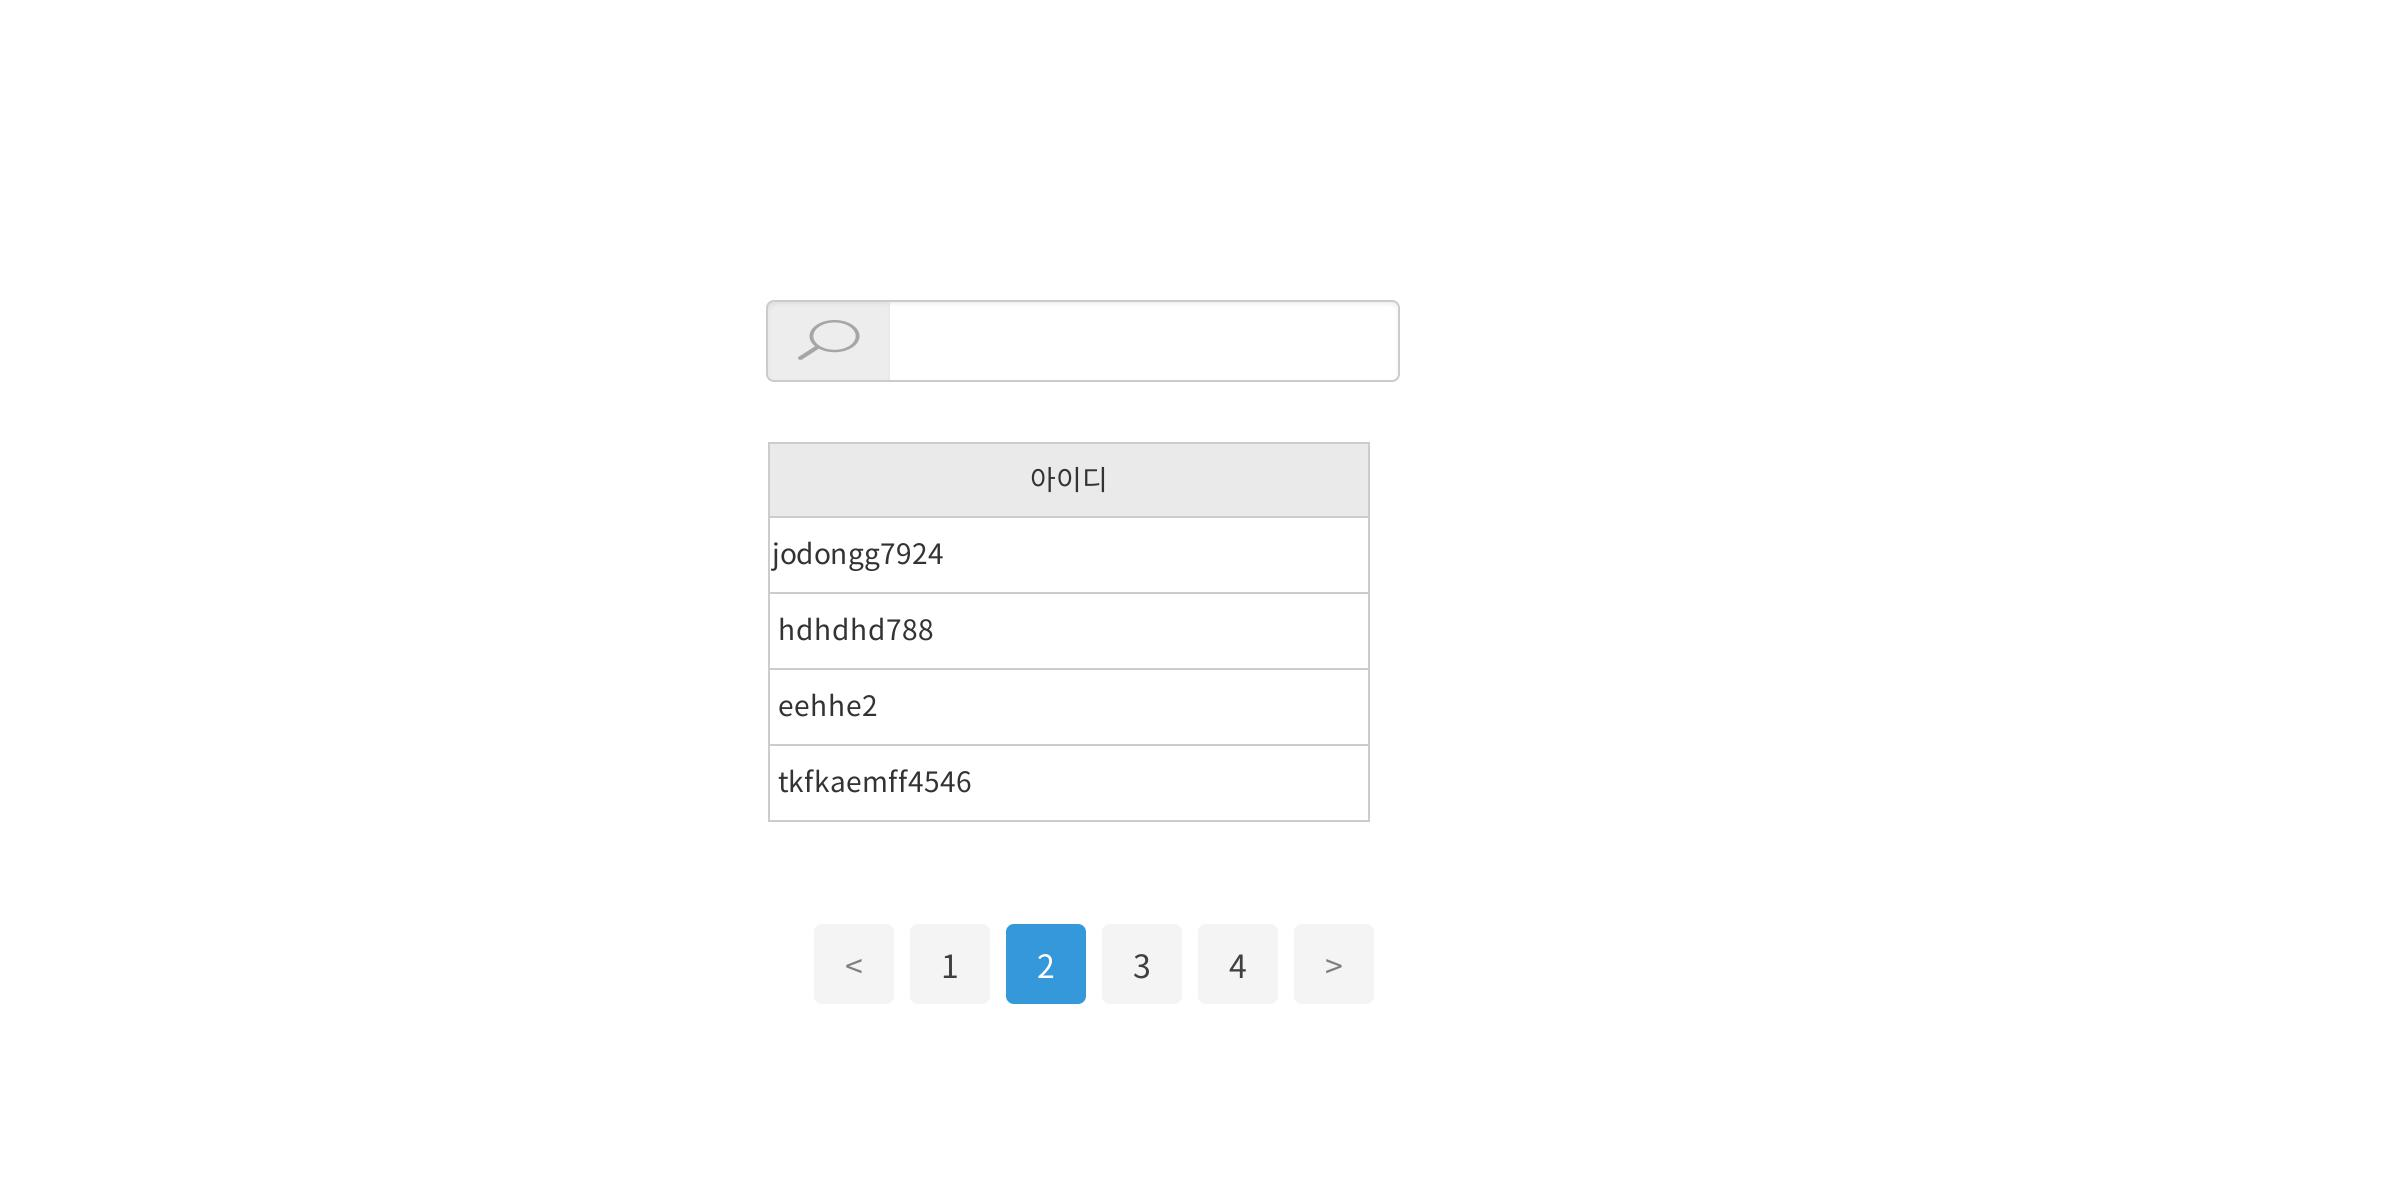 아이디
jodongg7924
hdhdhd788
eehhe2
tkfkaemff4546
< 1 2 3 4 >